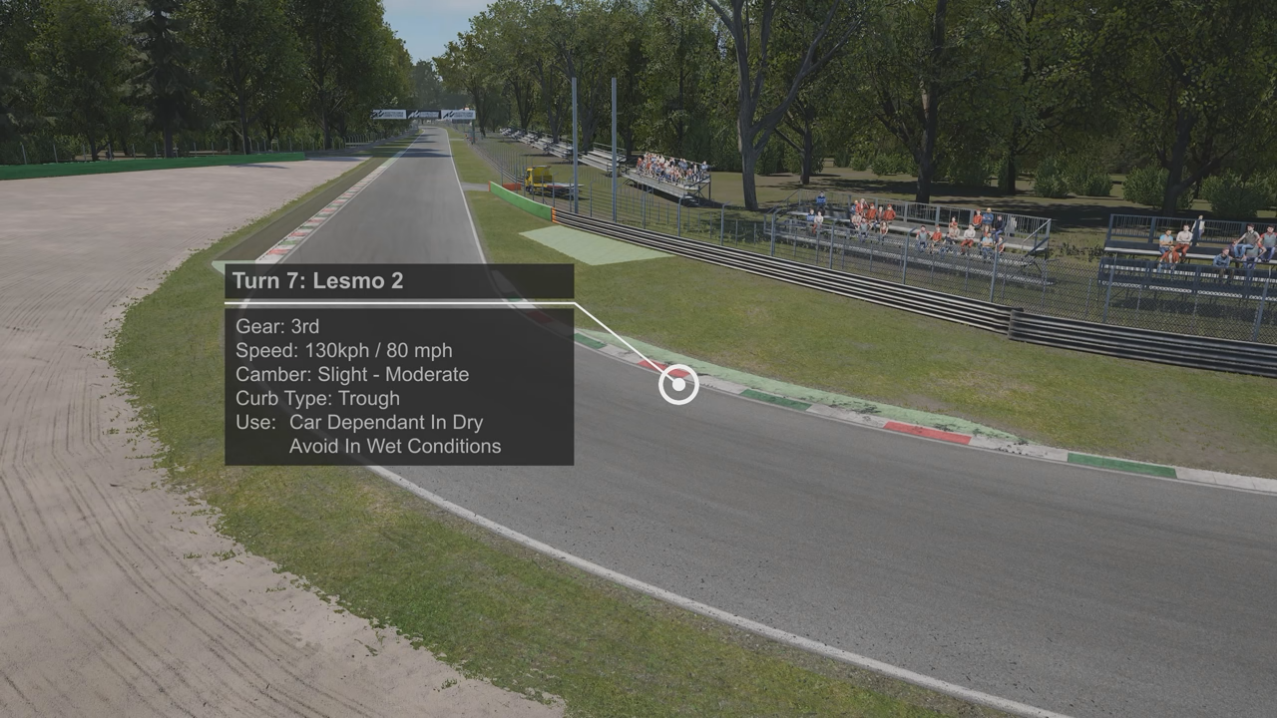 Turn 7: Lesmo 2
Gear: 3rd
Speed: 130kph / 80 mph
Camber: Slight - Moderate
Curb Type: Trough
Use: Car Dependant In Dry
Avoid In Wet Conditions